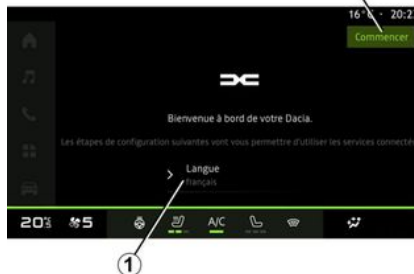 16°C · 20:2
Commencer
Bienvenue à bord de votre Dacia.
Les étapes de configuration suivantes vont vous permettre d'utiliser les services connecté
Langue
français
20 5 A/C
1